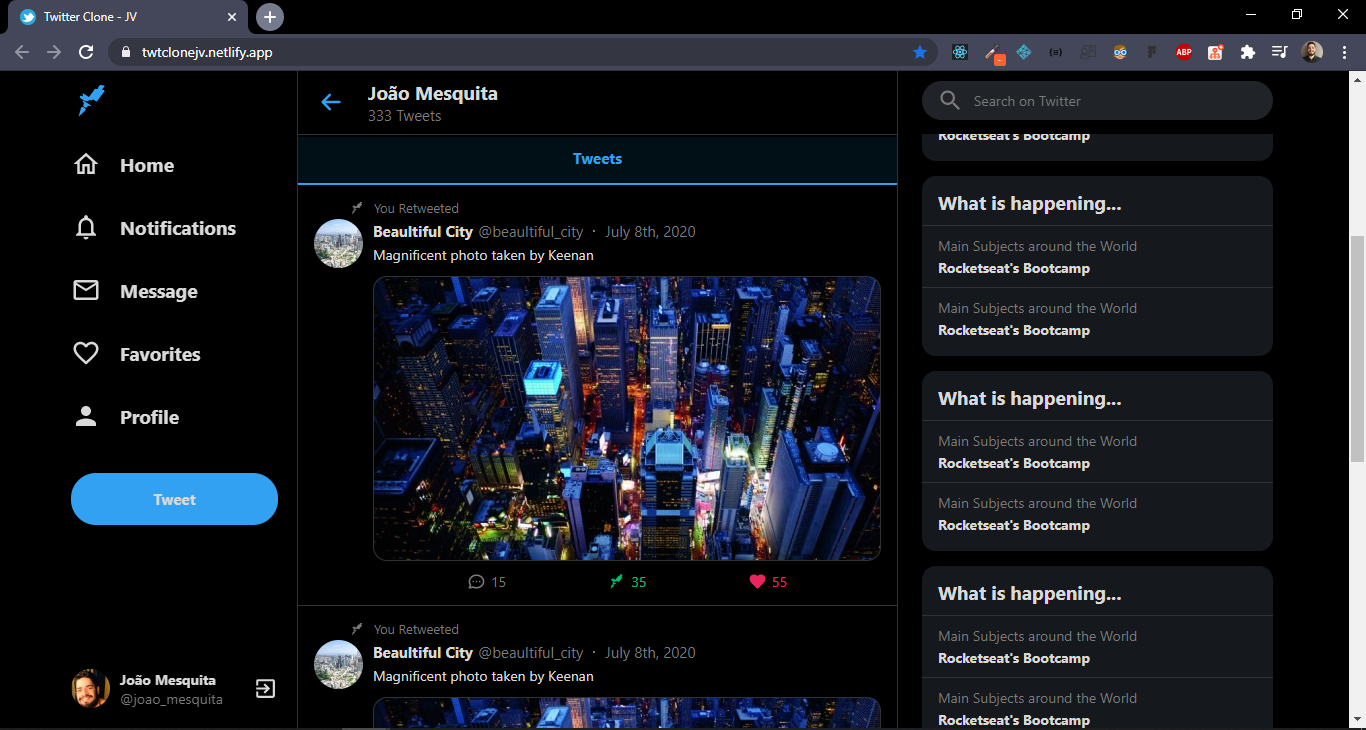 Twitter Clone - JV
twtclonejv.netlify.app
ABP
Home
Notifications
Message
Favorites
Profile
Tweet
João Mesquita
@joao_mesquita
João Mesquita
333 Tweets
Tweets
You Retweeted
Beaultiful City @beautiful_city · July 8th, 2020
Magnificent photo taken by Keenan
15 35 55
You Retweeted
Beaultiful City @beautiful_city · July 8th, 2020
Magnificent photo taken by Keenan
Search on Twitter
Rocketseat's Bootcamp
What is happening...
Main Subjects around the World
Rocketseat's Bootcamp
Main Subjects around the World
Rocketseat's Bootcamp
What is happening...
Main Subjects around the World
Rocketseat's Bootcamp
Main Subjects around the World
Rocketseat's Bootcamp
What is happening...
Main Subjects around the World
Rocketseat's Bootcamp
Main Subjects around the World
Rocketseat's Bootcamp